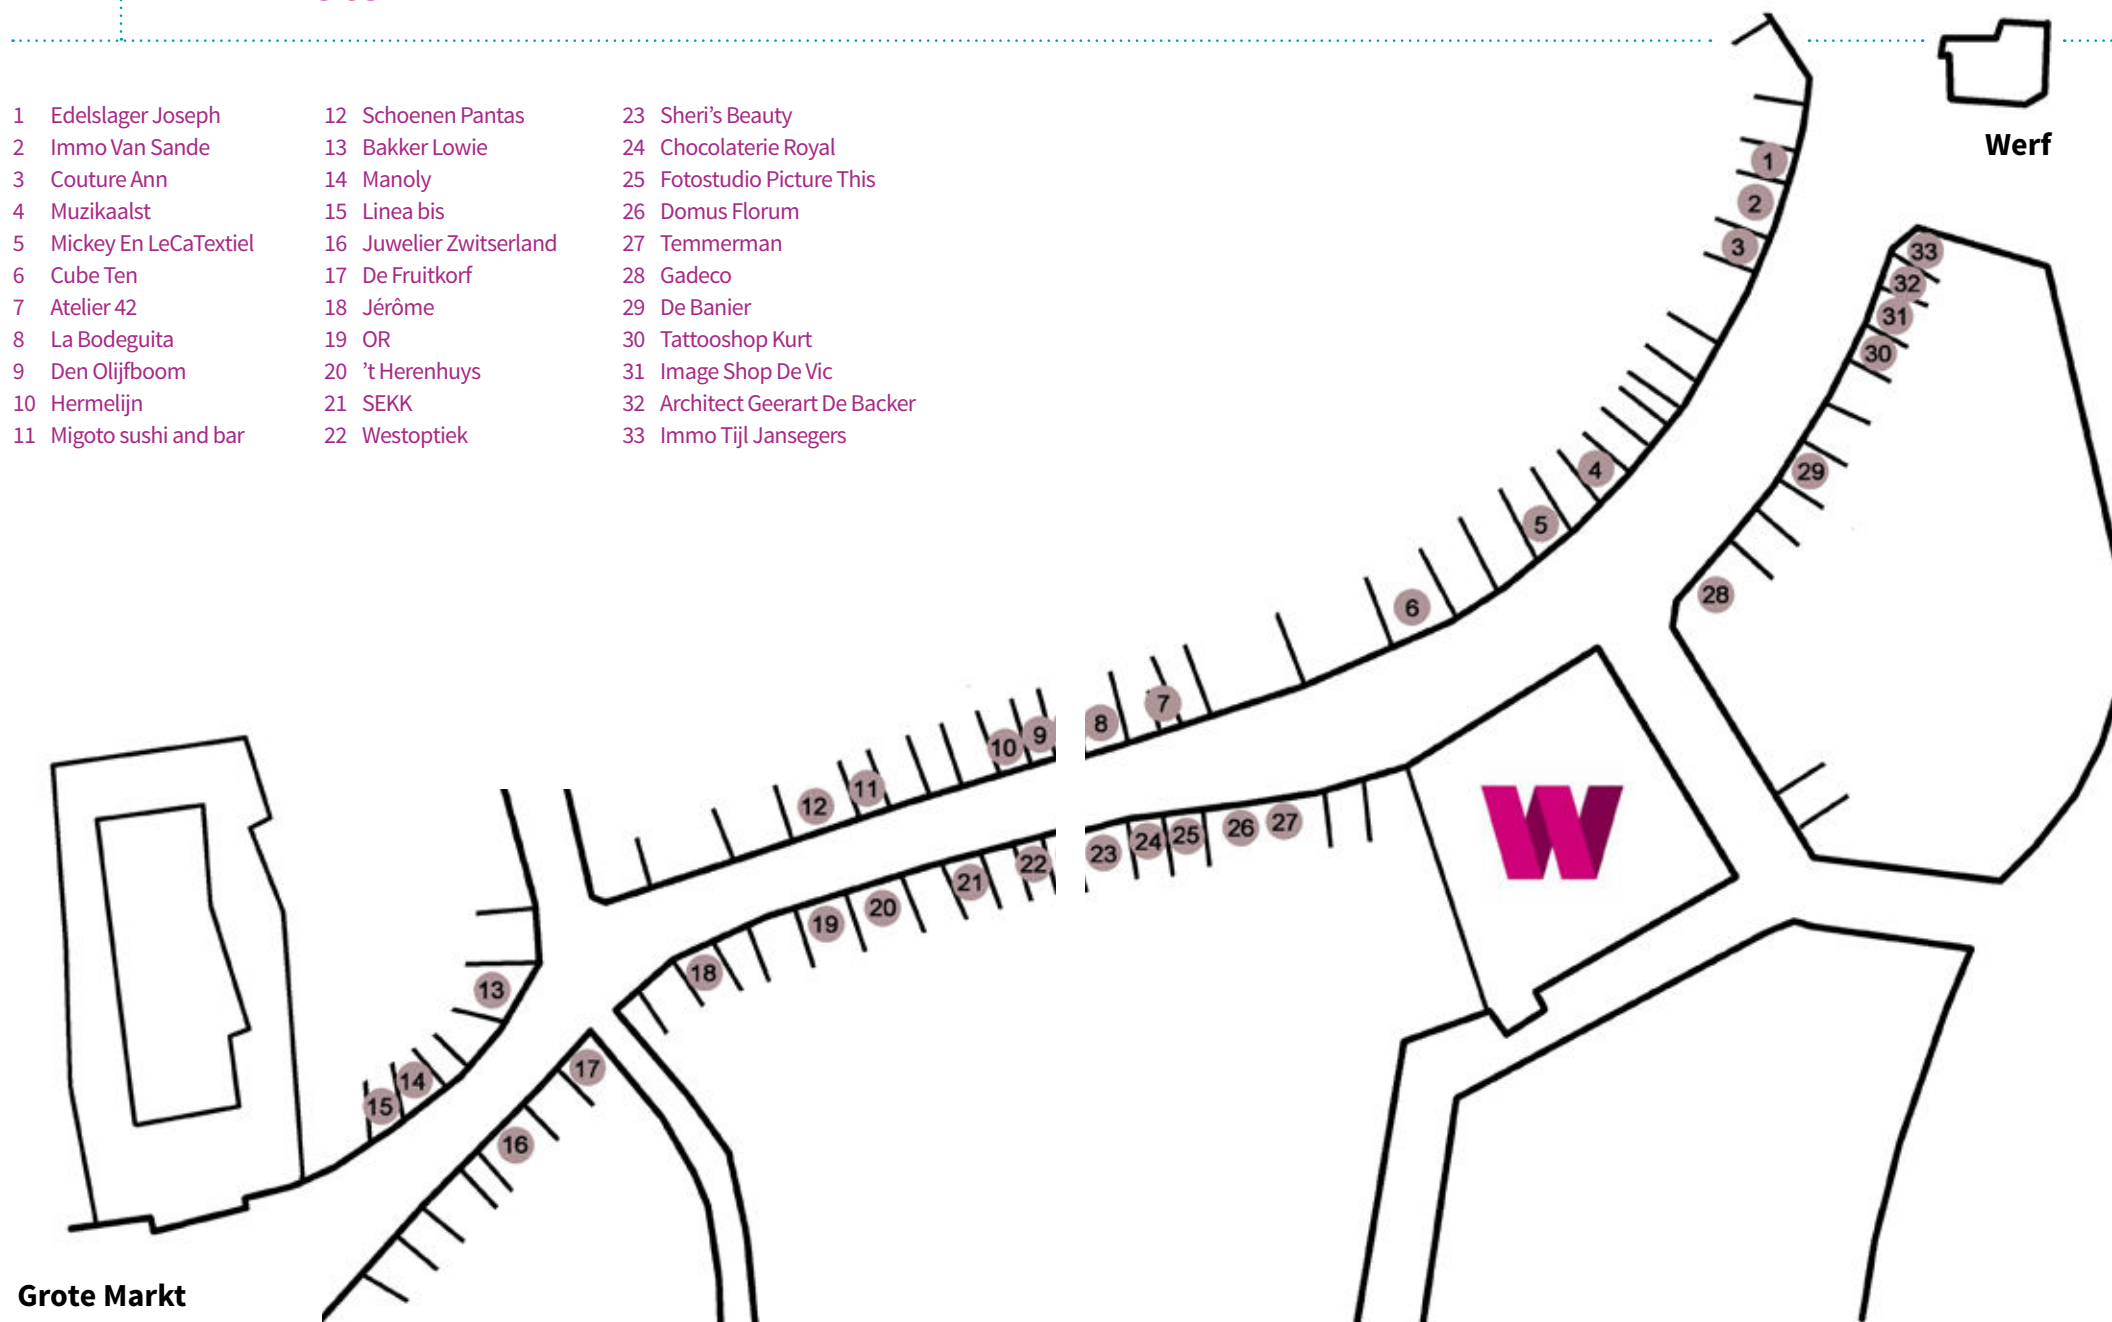 1 Edelslager Joseph
2 Immo Van Sande
3 Couture Ann
4 Muzikaalst
5 Mickey En LeCaTextiel
6 Cube Ten
7 Atelier 42
8 La Bodeguita
9 Den Olijfboom
10 Hermelijn
11 Migoto sushi and bar
12 Schoenen Pantas
13 Bakker Lowie
14 Manoly
15 Linea bis
16 Juwelier Zwitserland
17 De Fruitkorf
18 Jérôme
19 OR
20 ’t Herenhuys
21 SEKK
22 Westoptiek
23 Sheri’s Beauty
24 Chocolaterie Royal
25 Fotostudio Picture This
26 Domus Florum
27 Temmerman
28 Gadeco
29 De Banier
30 Tattooshop Kurt
31 Image Shop De Vic
32 Architect Geerart De Backer
33 Immo Tijl Jansegers
Werf
1
2
3
33
32
31
30
4
29
5
28
6
7
8
9
10
11
12
27
26
25
24
23
22
21
20
19
18
13
17
14
15
16
W
Grote Markt